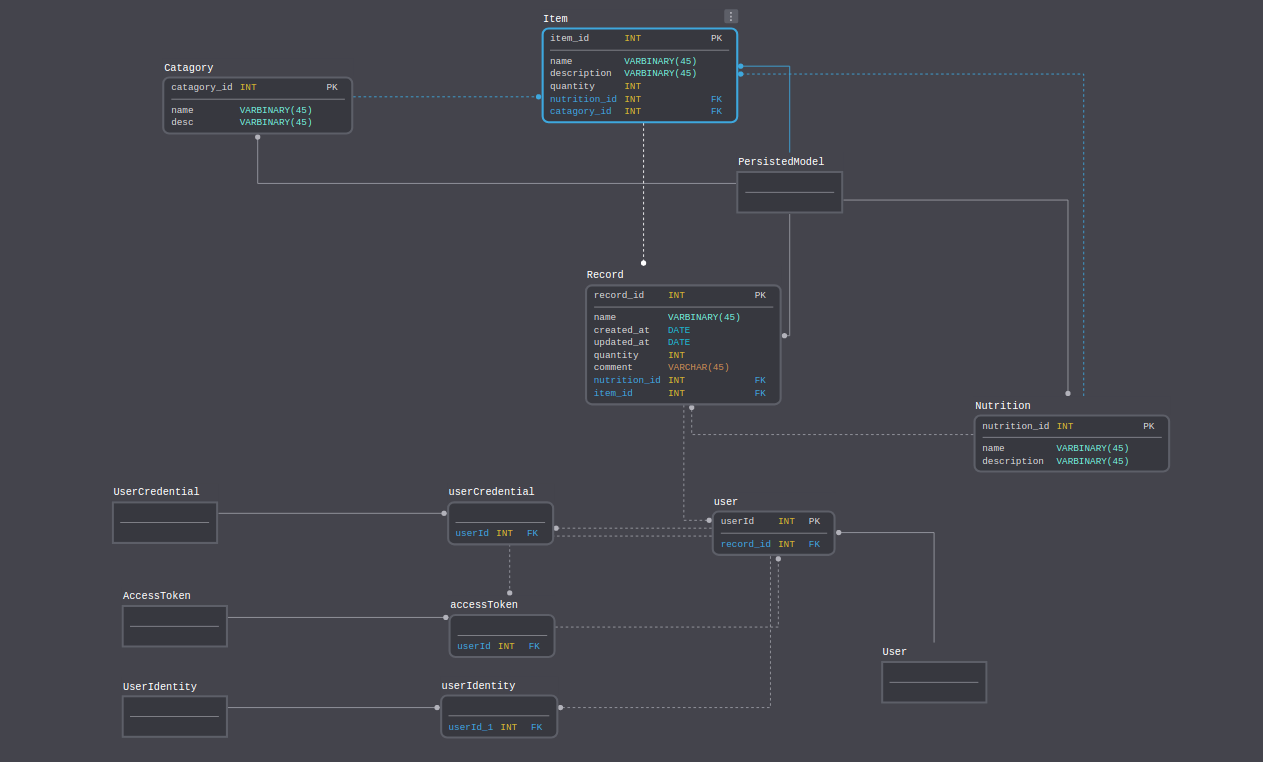 Item
item_id INT PK
name VARBINARY(45)
description VARBINARY(45)
quantity INT
nutrition_id INT FK
catagory_id INT FK
Catagory
catagory_id INT PK
name VARBINARY(45)
desc VARBINARY(45)
PersistedModel
Record
record_id INT PK
name VARBINARY(45)
created_at DATE
updated_at DATE
quantity INT
comment VARCHAR(45)
nutrition_id INT FK
item_id INT FK
Nutrition
nutrition_id INT PK
name VARBINARY(45)
description VARBINARY(45)
UserCredential
userCredential
userId INT FK
user
userId INT PK
record_id INT FK
AccessToken
accessToken
userId INT FK
User
UserIdentity
userIdentity
userId_1 INT FK